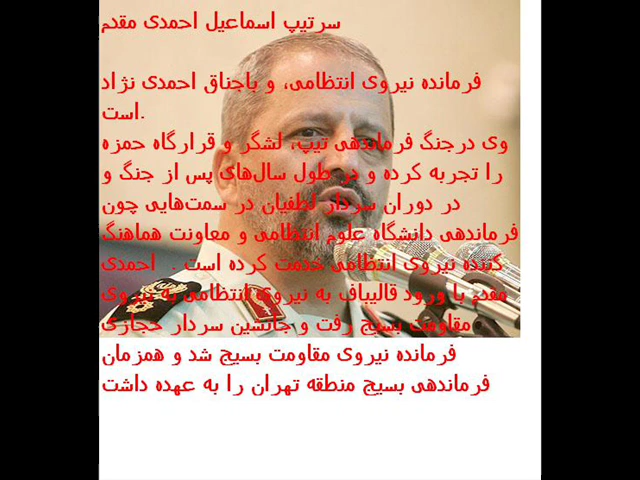 سرتیپ اسماعیل احمدی مقدم
فرمانده نیروی انتظامی، و باجناق احمدی نژاد
است.
وی درجنگ فرماندهی تیپ، لشگر و قرارگاه حمزه
را تجربه کرده و در طول سال‌های پس از جنگ و
در دوران سردار لطفیان در سمت‌هایی چون
فرماندهی دانشگاه علوم انتظامی و معاونت هماهنگ
کننده نیروی انتظامی خدمت کرده است . احمدی
مقدم با ورود قالیباف به نیروی انتظامی به نیروی
مقاومت بسیج رفت و جانشین سردار حجازی
فرمانده نیروی مقاومت بسیج شد و همزمان
فرماندهی بسیج منطقه تهران را به عهده داشت